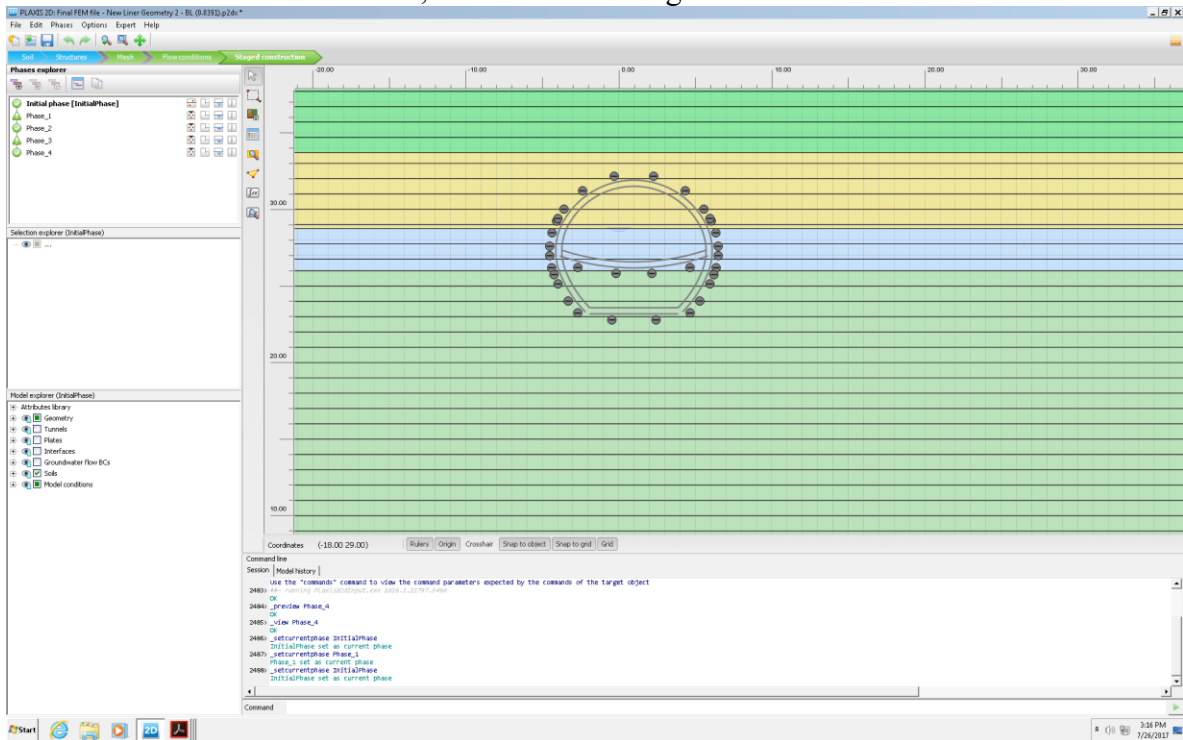 PLAXIS 2D: Final FEM file - New Liner Geometry 2 - BL (0.8391).p2dx *
File Edit Phases Options Expert Help
Soil Structures Mesh Flow conditions Staged construction
Phases explorer
Initial phase [InitialPhase]
Phase_1
Phase_2
Phase_3
Phase_4
Selection explorer (InitialPhase)
...
Model explorer (InitialPhase)
Attributes library
Geometry
Tunnels
Plates
Interfaces
Groundwater flow BCs
Soils
Model conditions
-20.00 -10.00 0.00 10.00 20.00 30.00
30.00
20.00
10.00
Coordinates (-18.00 29.00) Rulers Origin Crosshair Snap to object Snap to grid Grid
Command line
Session Model history
Use the "commands" command to view the command parameters expected by the commands of the target object
2483>
OK
2484> _preview Phase_4
OK
2485> _view Phase_4
OK
2486> _setcurrentphase InitialPhase
InitialPhase set as current phase
2487> _setcurrentphase Phase_1
Phase_1 set as current phase
2488> _setcurrentphase InitialPhase
InitialPhase set as current phase
Command
Start 2D 3:16 PM
7/26/2017